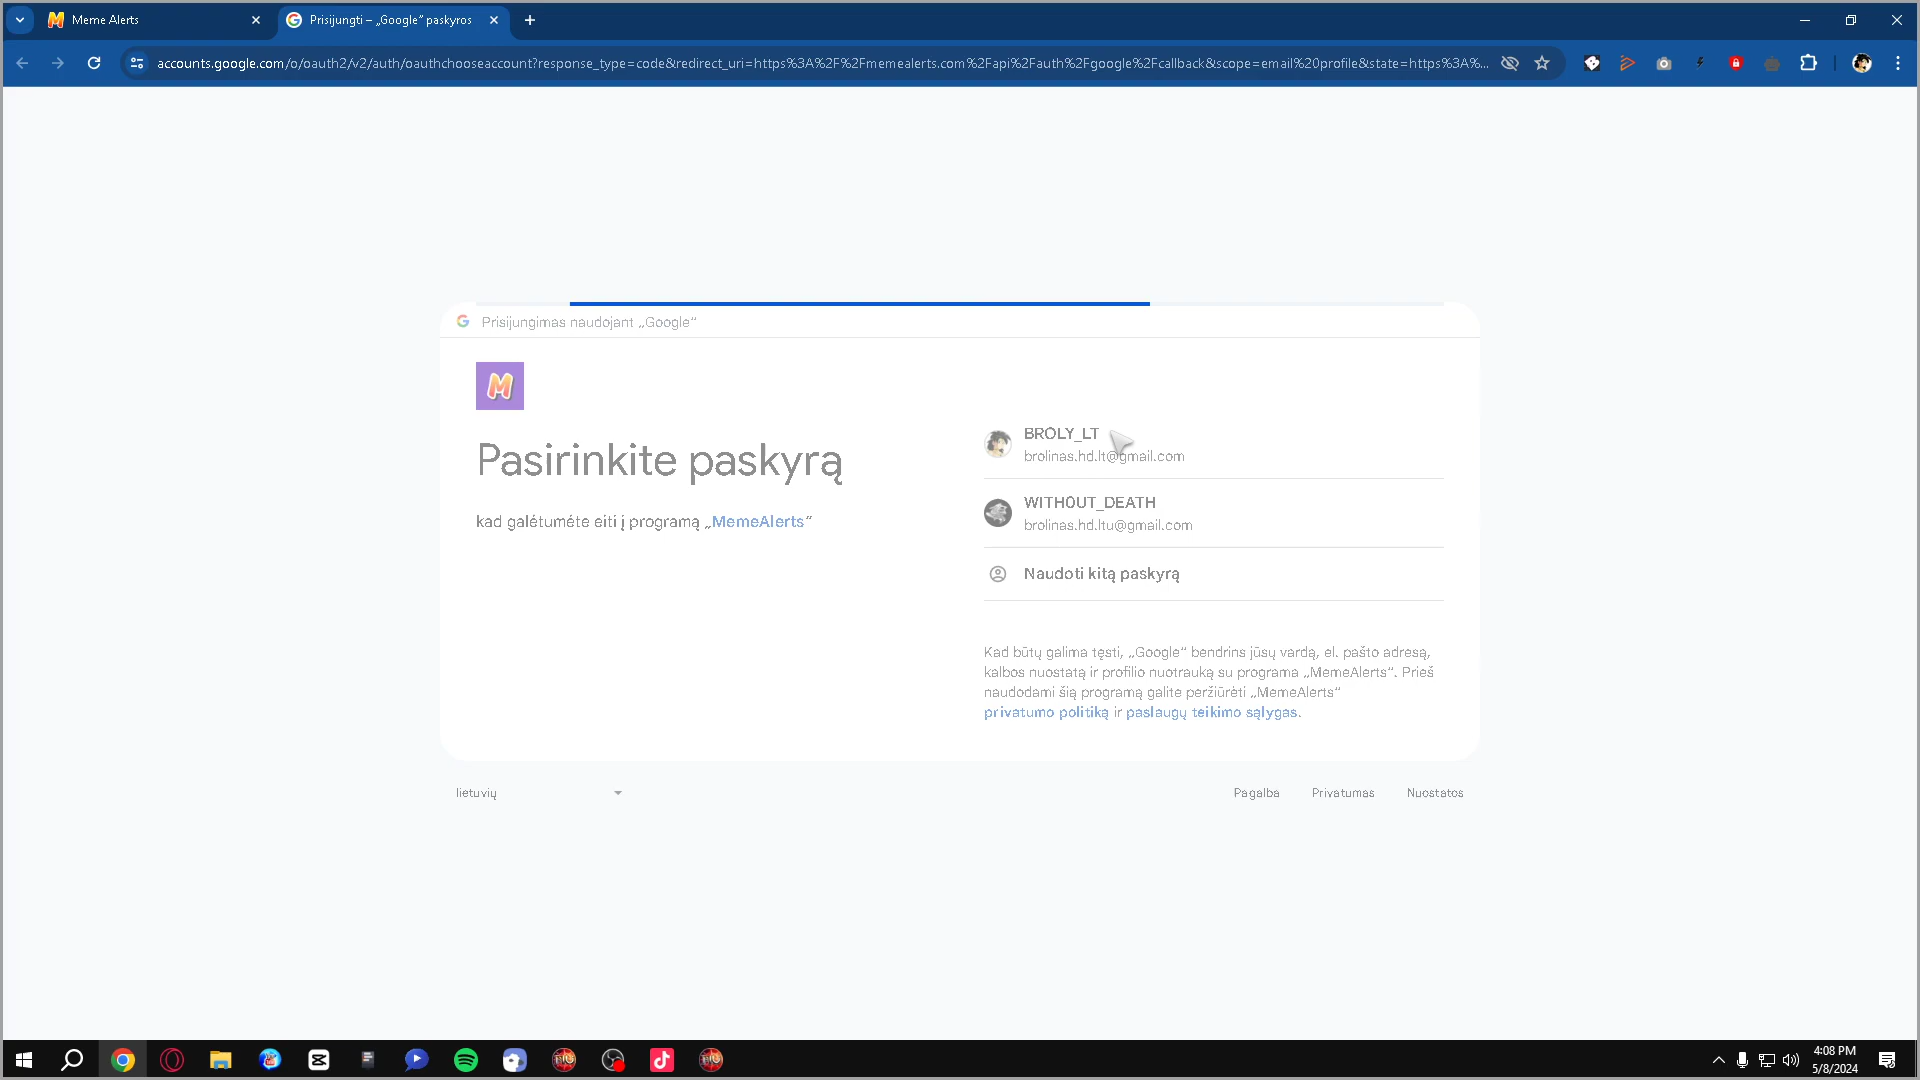 Meme Alerts
Prisijungti – „Google“ paskyros
accounts.google.com/o/oauth2/v2/auth/oauthchooseaccount?response_type=code&redirect_uri=https%3A%2F%2Fmemealerts.com%2Fapi%2Fauth%2Fgoogle%2Fcallback&scope=email%20profile&state=https%3A%...
Prisijungimas naudojant „Google“
M
Pasirinkite paskyrą
kad galėtumėte eiti į programą „MemeAlerts“
BROLY_LT
brolinas.hd.lt@gmail.com
WITH0UT_DEATH
brolinas.hd.ltu@gmail.com
Naudoti kitą paskyrą
Kad būtų galima tęsti, „Google“ bendrins jūsų vardą, el. pašto adresą,
kalbos nuostatą ir profilio nuotrauką su programa „MemeAlerts“. Prieš
naudodami šią programą galite peržiūrėti „MemeAlerts“
privatumo politiką ir paslaugų teikimo sąlygas.
lietuvių
Pagalba
Privatumas
Nuostatos
4:08 PM
5/8/2024